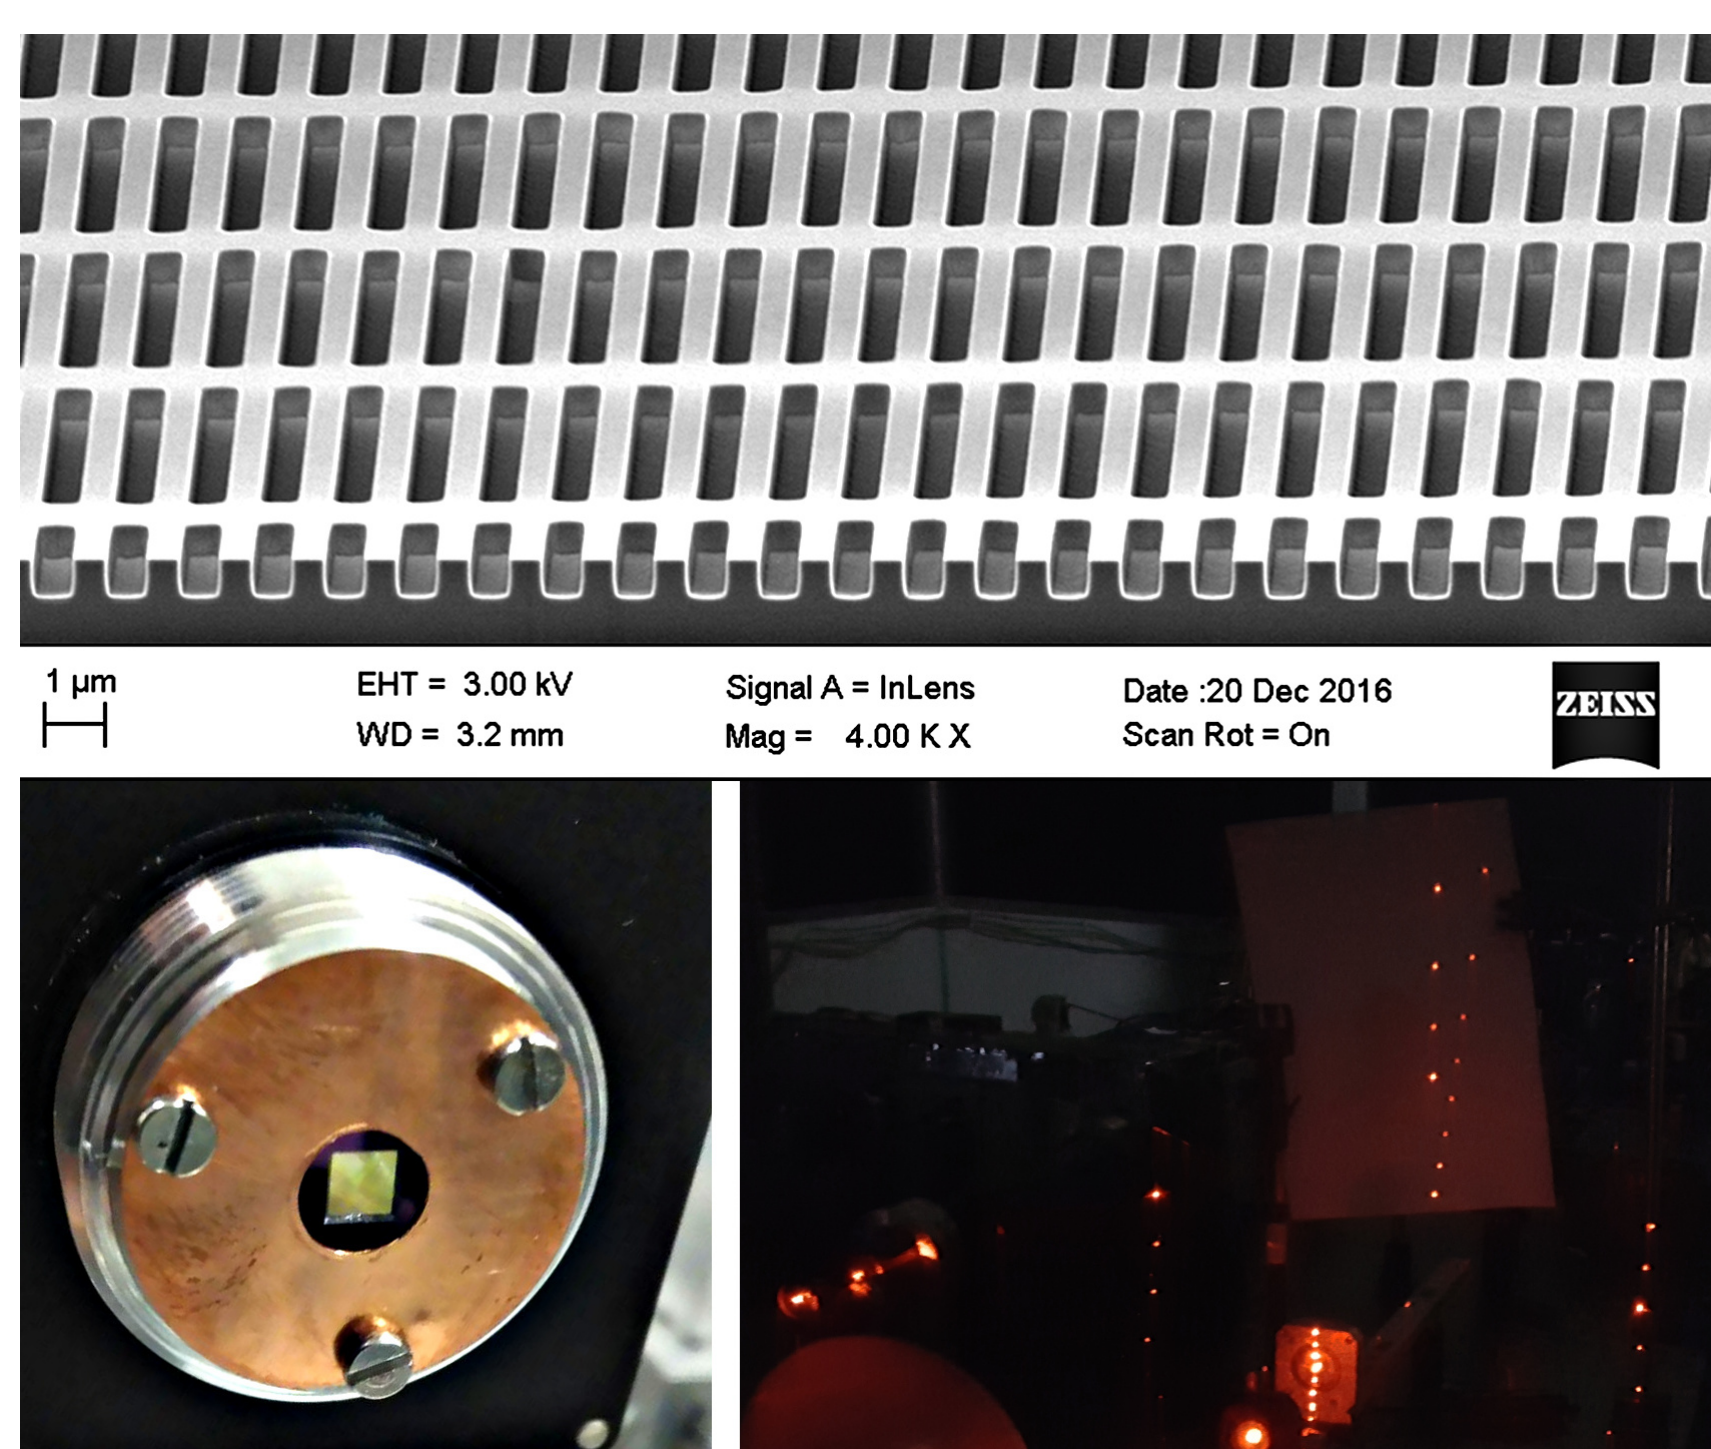 1 µm
EHT = 3.00 kV
Signal A = InLens
Date :20 Dec 2016
ZEISS
WD = 3.2 mm
Mag = 4.00 K X
Scan Rot = On